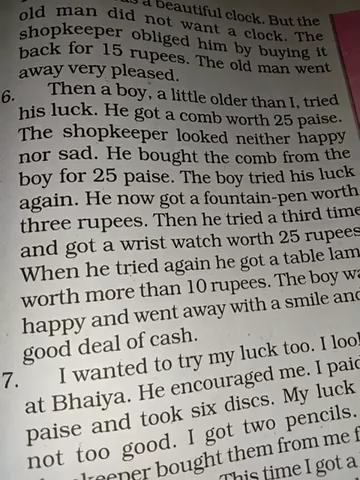 a beautiful clock. But the
old man did not want a clock. The
shopkeeper obliged him by buying it
back for 15 rupees. The old man went
away very pleased.
6. Then a boy, a little older than I, tried
his luck. He got a comb worth 25 paise.
The shopkeeper looked neither happy
nor sad. He bought the comb from the
boy for 25 paise. The boy tried his luck
again. He now got a fountain-pen worth
three rupees. Then he tried a third time
and got a wrist watch worth 25 rupees
When he tried again he got a table lam
worth more than 10 rupees. The boy wa
happy and went away with a smile and
good deal of cash.
7. I wanted to try my luck too. I loo
at Bhaiya. He encouraged me. I paid
paise and took six discs. My luck
not too good. I got two pencils.
keeper bought them from me f
This time I got a